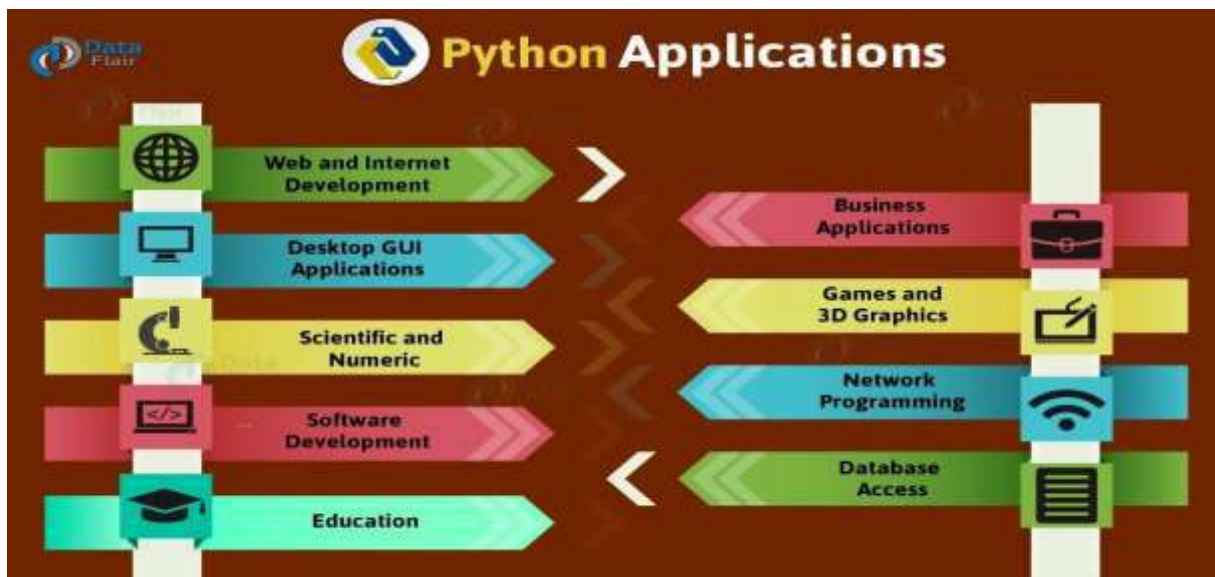 Data
Flair
Python Applications
Web and Internet
Development
Desktop GUI
Applications
Scientific and
Numeric
</>
Software
Development
Education
Business
Applications
Games and
3D Graphics
Network
Programming
Database
Access